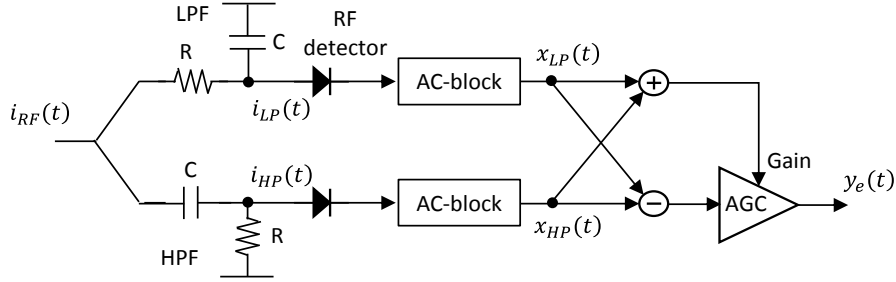 LPF
C
RF
detector
R
AC-block
$x_{LP}(t)$
+
$i_{LP}(t)$
$i_{RF}(t)$
Gain
C
$i_{HP}(t)$
$y_e(t)$
AC-block
−
AGC
R
$x_{HP}(t)$
HPF